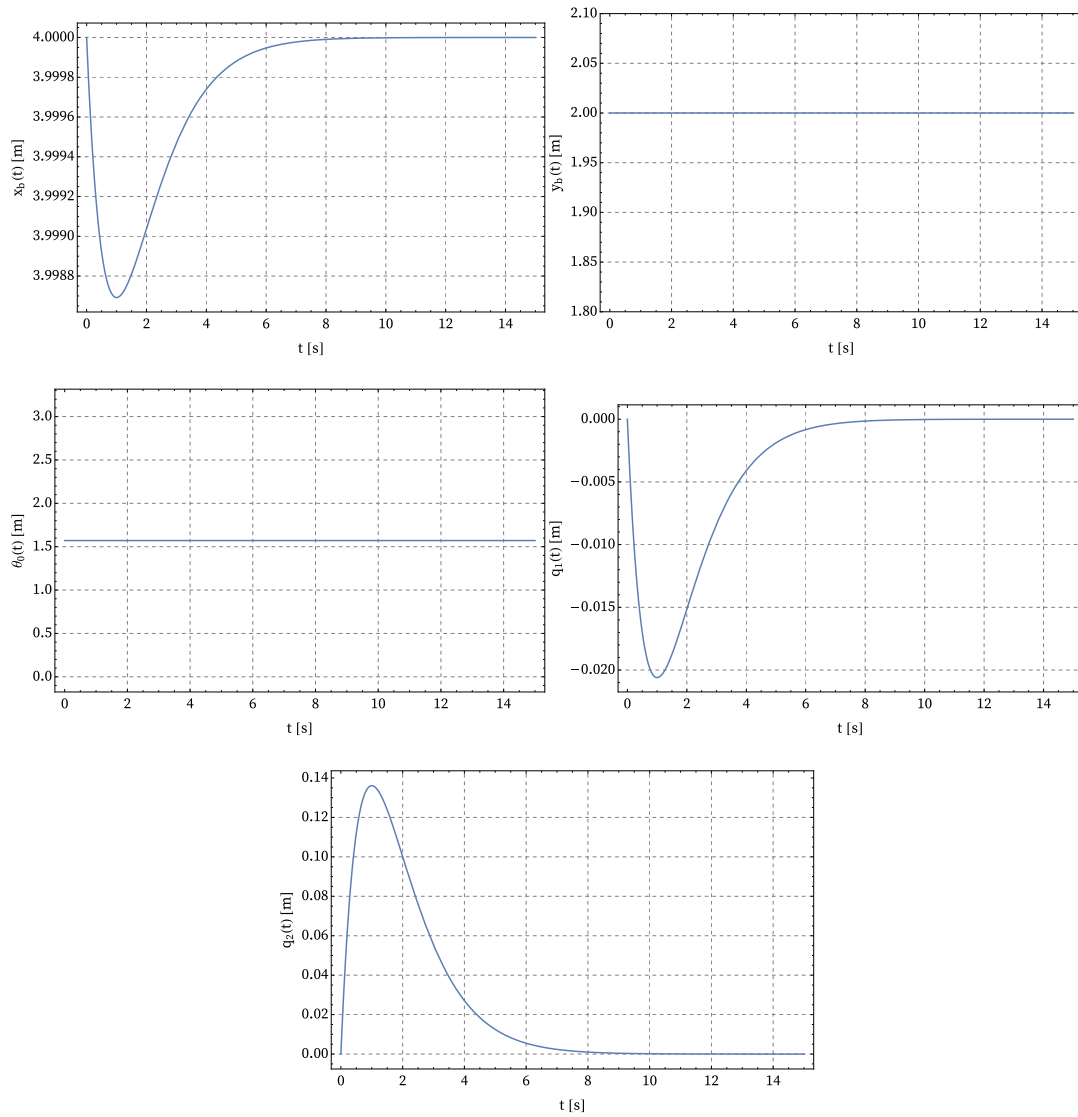 4.0000
3.9998
3.9996
3.9994
3.9992
3.9990
3.9988
x_b(t) [m]
0 2 4 6 8 10 12 14
t [s]
2.10
2.05
2.00
1.95
1.90
1.85
1.80
y_b(t) [m]
0 2 4 6 8 10 12 14
t [s]
3.0
2.5
2.0
1.5
1.0
0.5
0.0
θ_0(t) [m]
0 2 4 6 8 10 12 14
t [s]
0.000
−0.005
−0.010
−0.015
−0.020
q_1(t) [m]
0 2 4 6 8 10 12 14
t [s]
0.14
0.12
0.10
0.08
0.06
0.04
0.02
0.00
q_2(t) [m]
0 2 4 6 8 10 12 14
t [s]